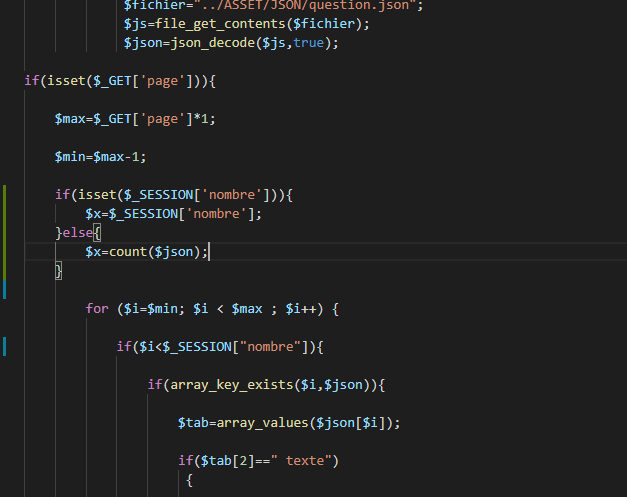 $fichier="../ASSET/JSON/question.json";
$js=file_get_contents($fichier);
$json=json_decode($js,true);
if(isset($_GET['page'])){
$max=$_GET['page']*1;
$min=$max-1;
if(isset($_SESSION['nombre'])){
$x=$_SESSION['nombre'];
}else{
$x=count($json);
}
for ($i=$min; $i < $max ; $i++) {
if($i<$_SESSION["nombre"]){
if(array_key_exists($i,$json)){
$tab=array_values($json[$i]);
if($tab[2]==" texte")
{